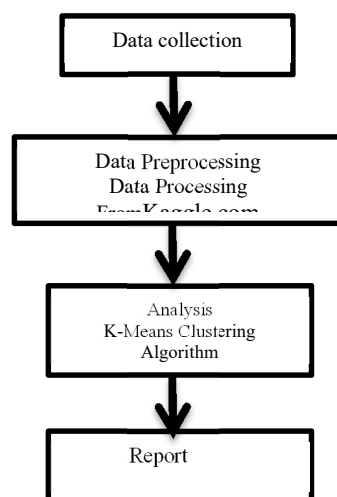 Data collection
Data Preprocessing
Data Processing
FromKaggle.com
Analysis
K-Means Clustering
Algorithm
Report